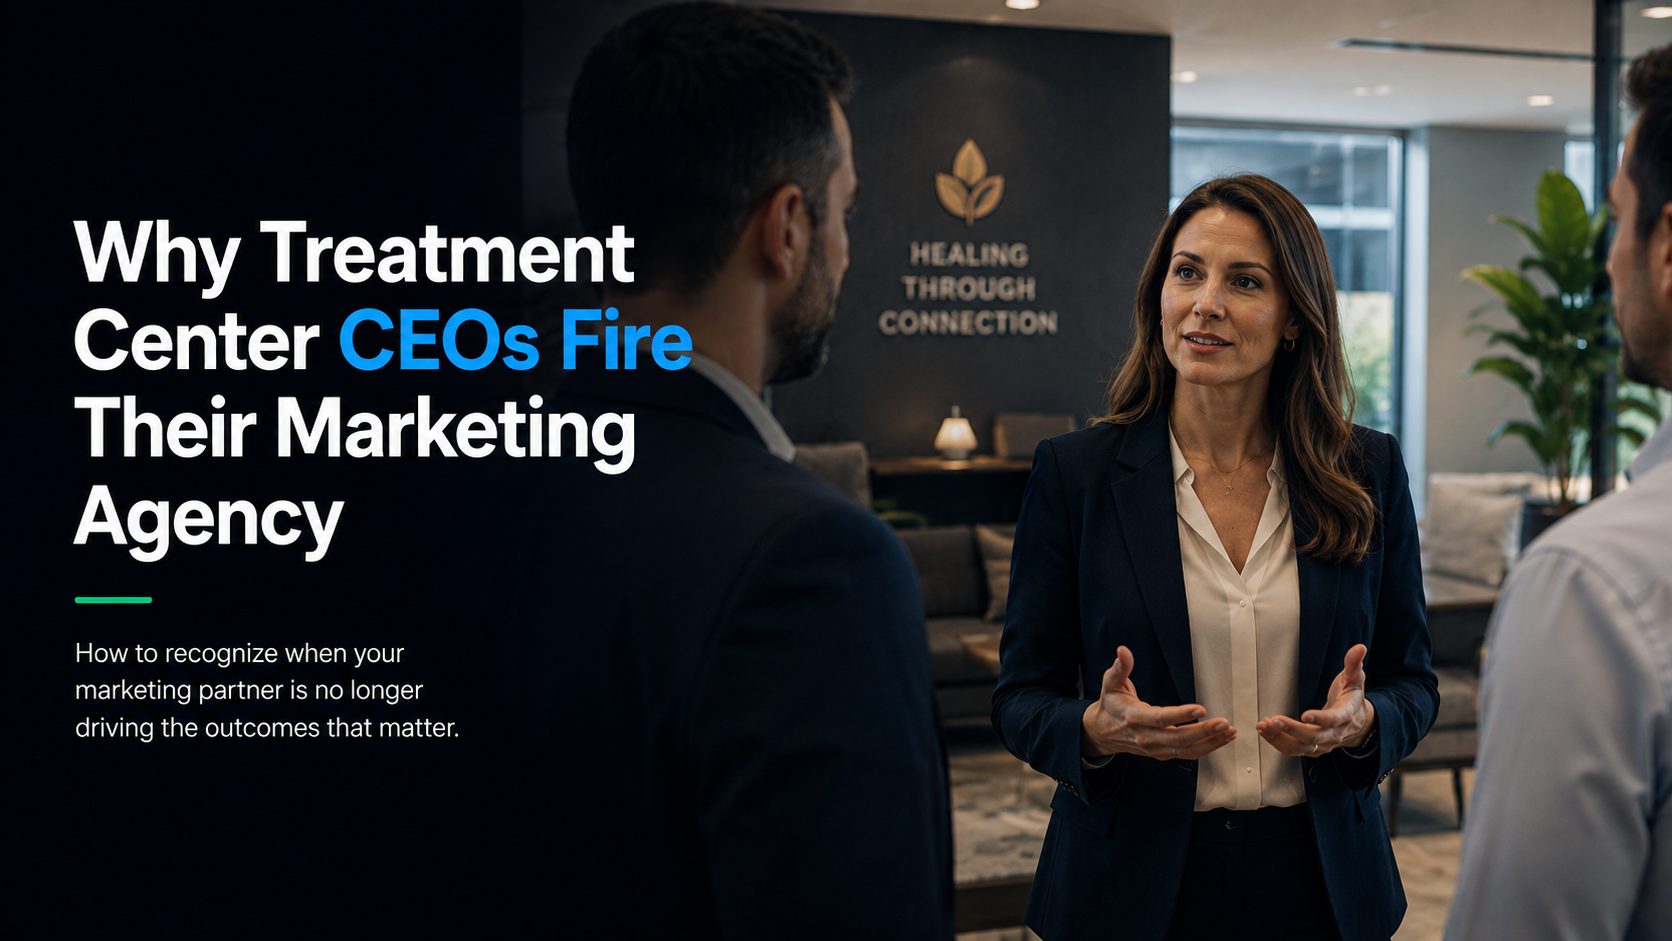 Why Treatment
Center CEOs Fire
Their Marketing
Agency
How to recognize when your
marketing partner is no longer
driving the outcomes that matter.
HEALING
THROUGH
CONNECTION